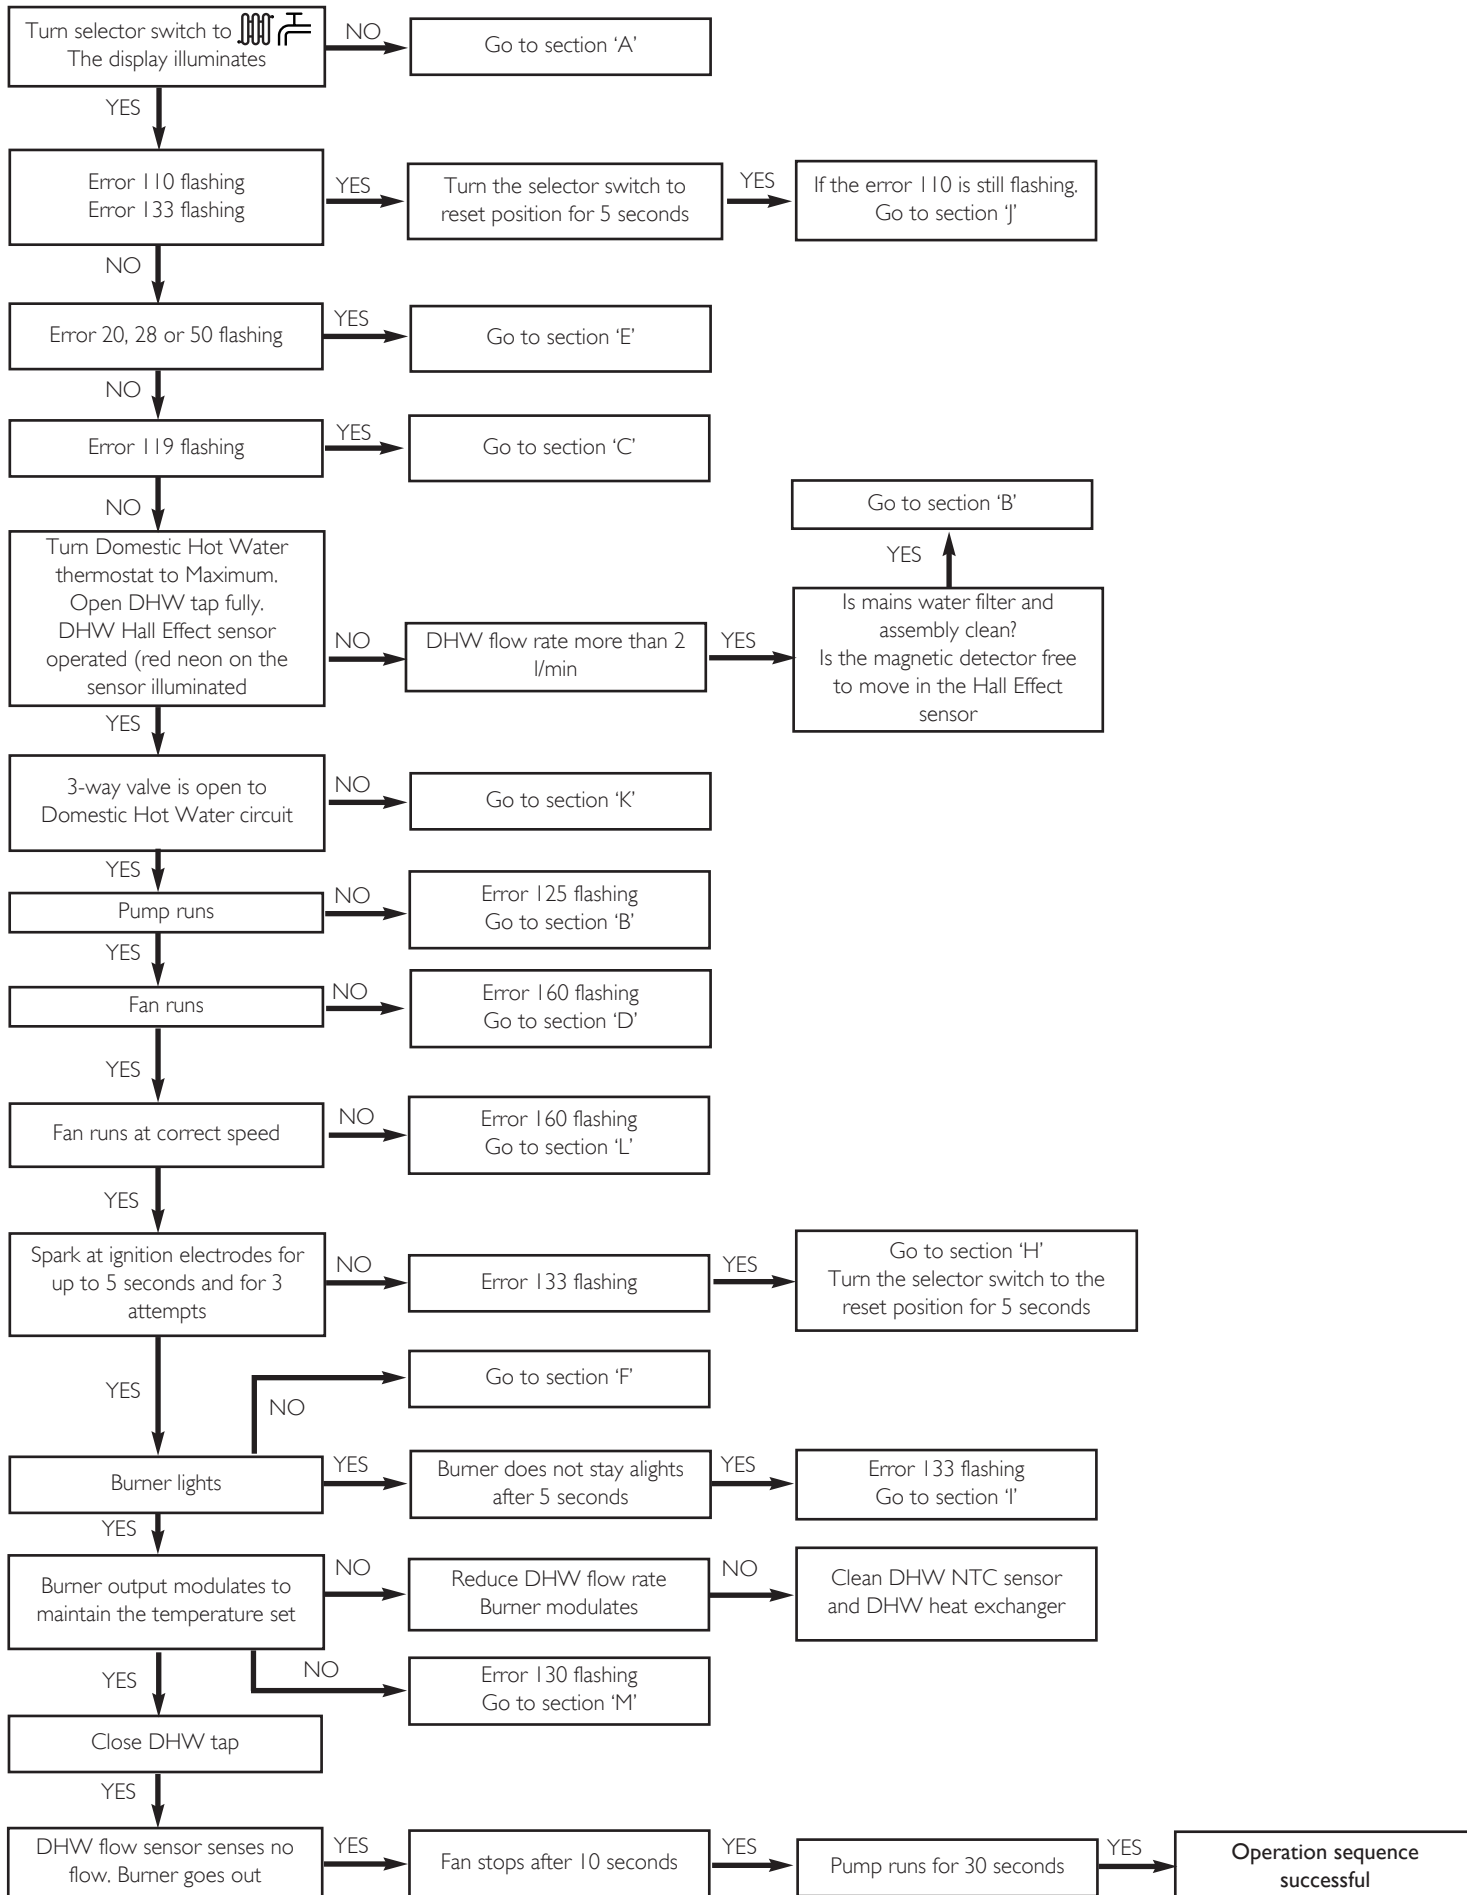 Turn selector switch to
The display illuminates
NO
Go to section ‘A’
YES
Error 110 flashing
Error 133 flashing
YES
Turn the selector switch to
reset position for 5 seconds
YES
If the error 110 is still flashing.
Go to section ‘J’
NO
Error 20, 28 or 50 flashing
YES
Go to section ‘E’
NO
Error 119 flashing
YES
Go to section ‘C’
NO
Turn Domestic Hot Water
thermostat to Maximum.
Open DHW tap fully.
DHW Hall Effect sensor
operated (red neon on the
sensor illuminated
NO
DHW flow rate more than 2
l/min
YES
Is mains water filter and
assembly clean?
Is the magnetic detector free
to move in the Hall Effect
sensor
YES
Go to section ‘B’
YES
3-way valve is open to
Domestic Hot Water circuit
NO
Go to section ‘K’
YES
Pump runs
NO
Error 125 flashing
Go to section ‘B’
YES
Fan runs
NO
Error 160 flashing
Go to section ‘D’
YES
Fan runs at correct speed
NO
Error 160 flashing
Go to section ‘L’
YES
Spark at ignition electrodes for
up to 5 seconds and for 3
attempts
NO
Error 133 flashing
YES
Go to section ‘H’
Turn the selector switch to the
reset position for 5 seconds
YES
NO
Go to section ‘F’
Burner lights
YES
Burner does not stay alights
after 5 seconds
YES
Error 133 flashing
Go to section ‘I’
YES
Burner output modulates to
maintain the temperature set
NO
Reduce DHW flow rate
Burner modulates
NO
Clean DHW NTC sensor
and DHW heat exchanger
NO
Error 130 flashing
Go to section ‘M’
YES
Close DHW tap
YES
DHW flow sensor senses no
flow. Burner goes out
YES
Fan stops after 10 seconds
YES
Pump runs for 30 seconds
YES
Operation sequence
successful